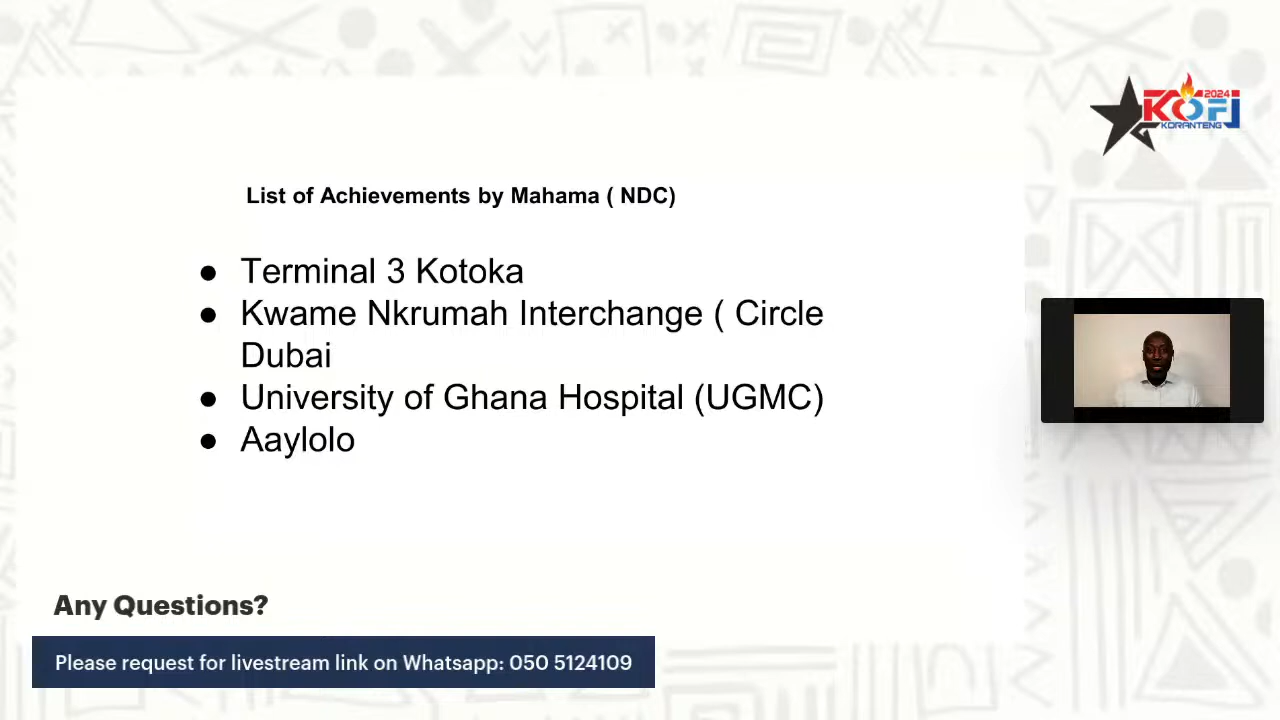 2024
KOFI
KORANTENG
List of Achievements by Mahama ( NDC)
● Terminal 3 Kotoka
● Kwame Nkrumah Interchange ( Circle
Dubai
● University of Ghana Hospital (UGMC)
● Aaylolo
Any Questions?
Please request for livestream link on Whatsapp: 050 5124109